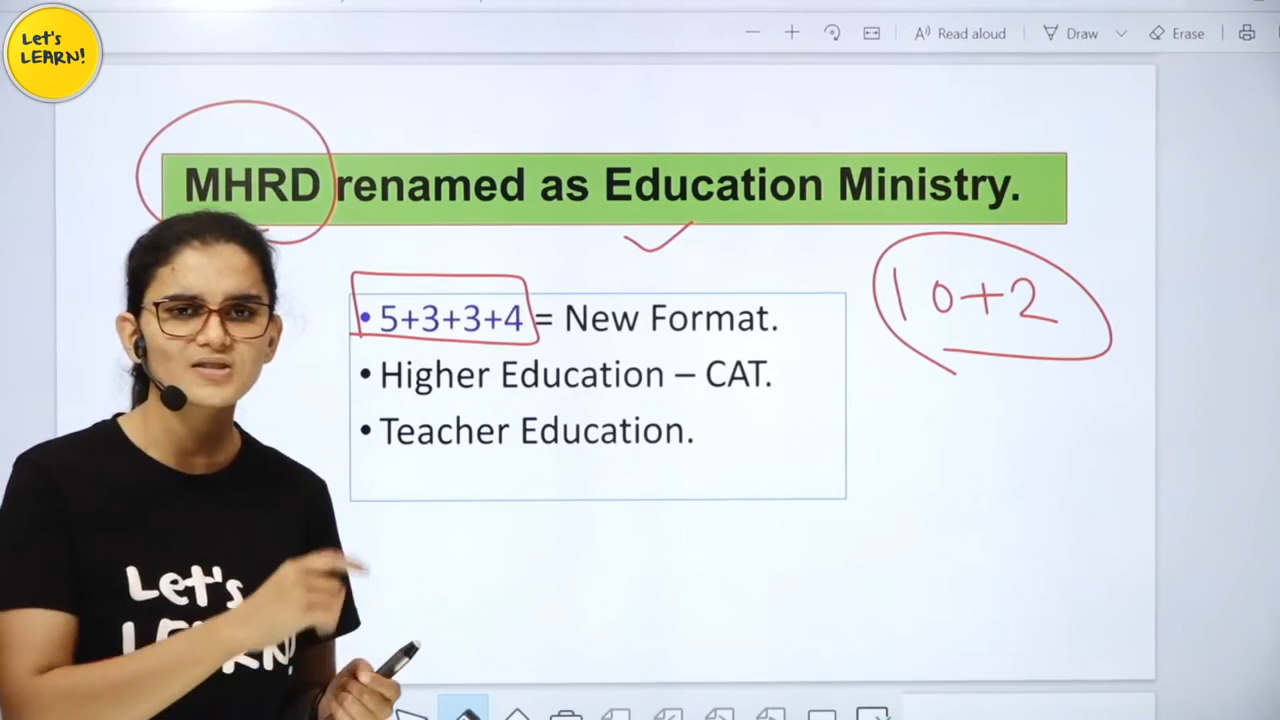 Let's
LEARN!
Read aloud
Draw
Erase
MHRD renamed as Education Ministry.
10+2
• 5+3+3+4 = New Format.
• Higher Education – CAT.
• Teacher Education.
Let's
LEARN!